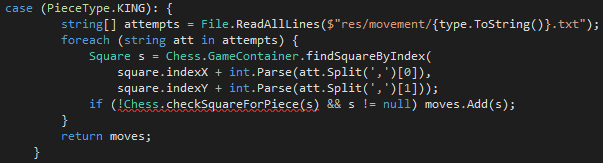 case (PieceType.KING): {
string[] attempts = File.ReadAllLines($"res/movement/{type.ToString()}.txt");
foreach (string att in attempts) {
Square s = Chess.GameContainer.findSquareByIndex(
square.indexX + int.Parse(att.Split(',')[0]),
square.indexY + int.Parse(att.Split(',')[1]));
if (!Chess.checkSquareForPiece(s) && s != null) moves.Add(s);
}
return moves;
}